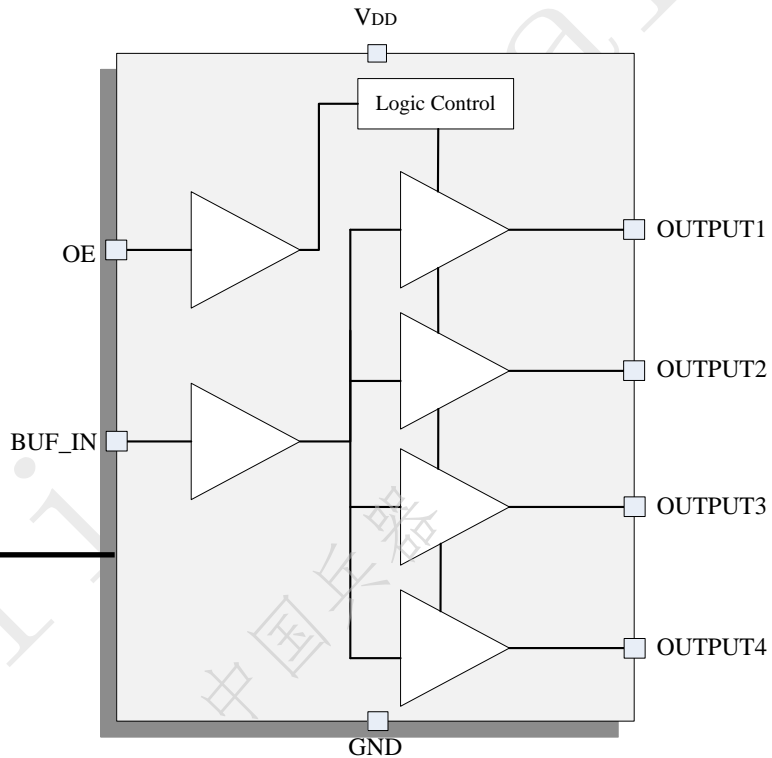 VDD
Logic Control
OE
OUTPUT1
OUTPUT2
BUF_IN
OUTPUT3
OUTPUT4
GND
中国兵器